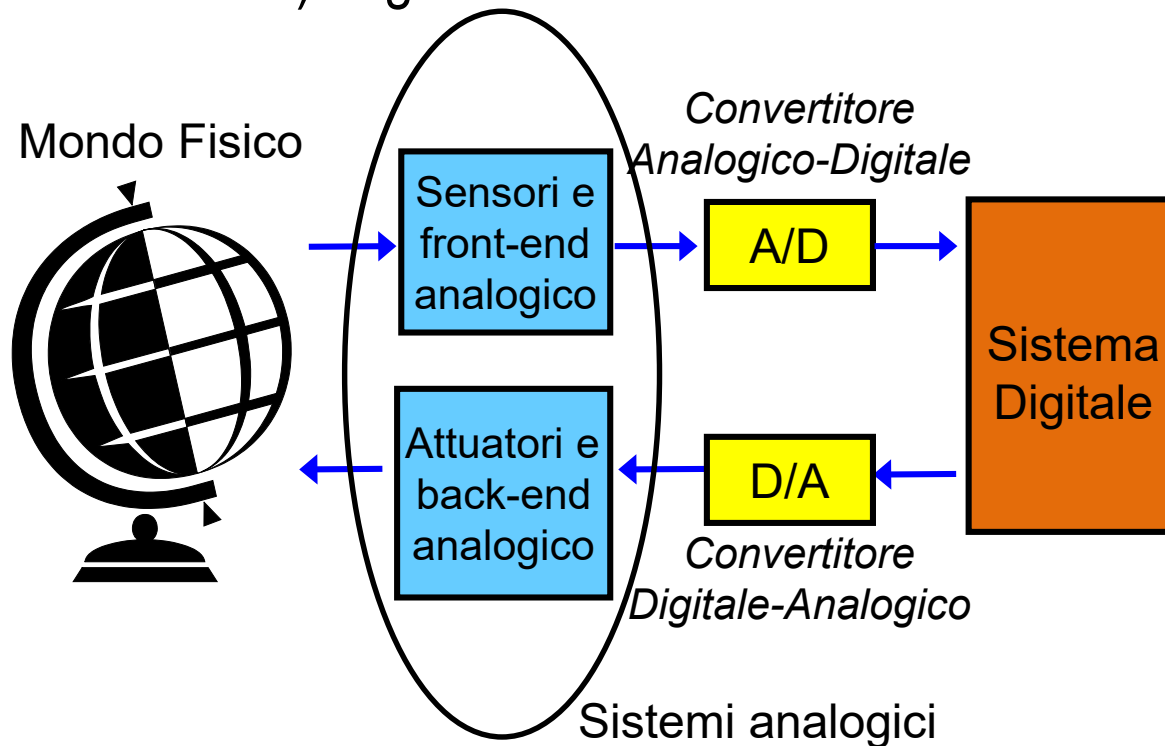 Mondo Fisico
Sensori e
front-end
analogico
Convertitore
Analogico-Digitale
A/D
Sistema
Digitale
Attuatori e
back-end
analogico
D/A
Convertitore
Digitale-Analogico
Sistemi analogici